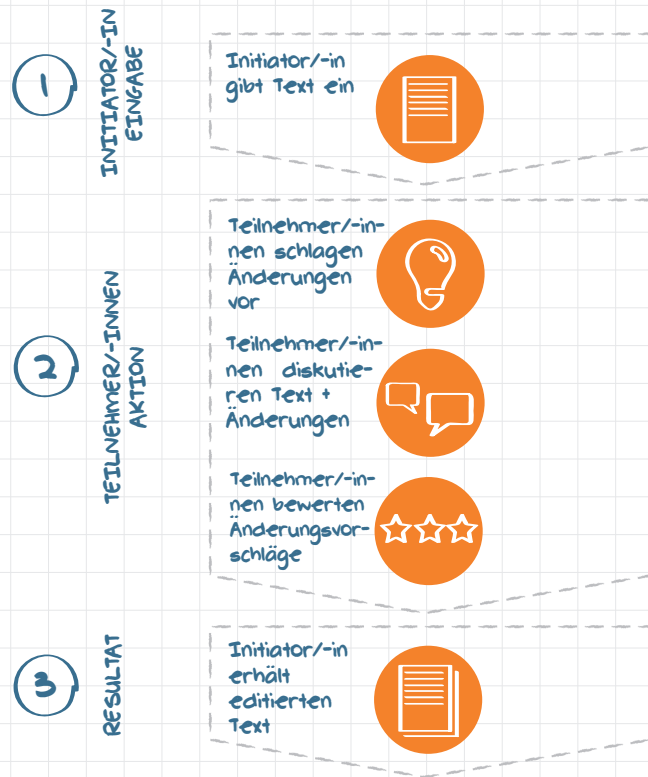 1
INITIATOR/-IN
EINGABE
Initiator/-in
gibt Text ein
2
TEILNEHMER/-INNEN
AKTION
Teilnehmer/-in-
nen schlagen
Änderungen
vor
Teilnehmer/-in-
nen diskutie-
ren Text +
Änderungen
Teilnehmer/-in-
nen bewerten
Änderungsvor-
schläge
3
RESULTAT
Initiator/-in
erhält
editierten
Text